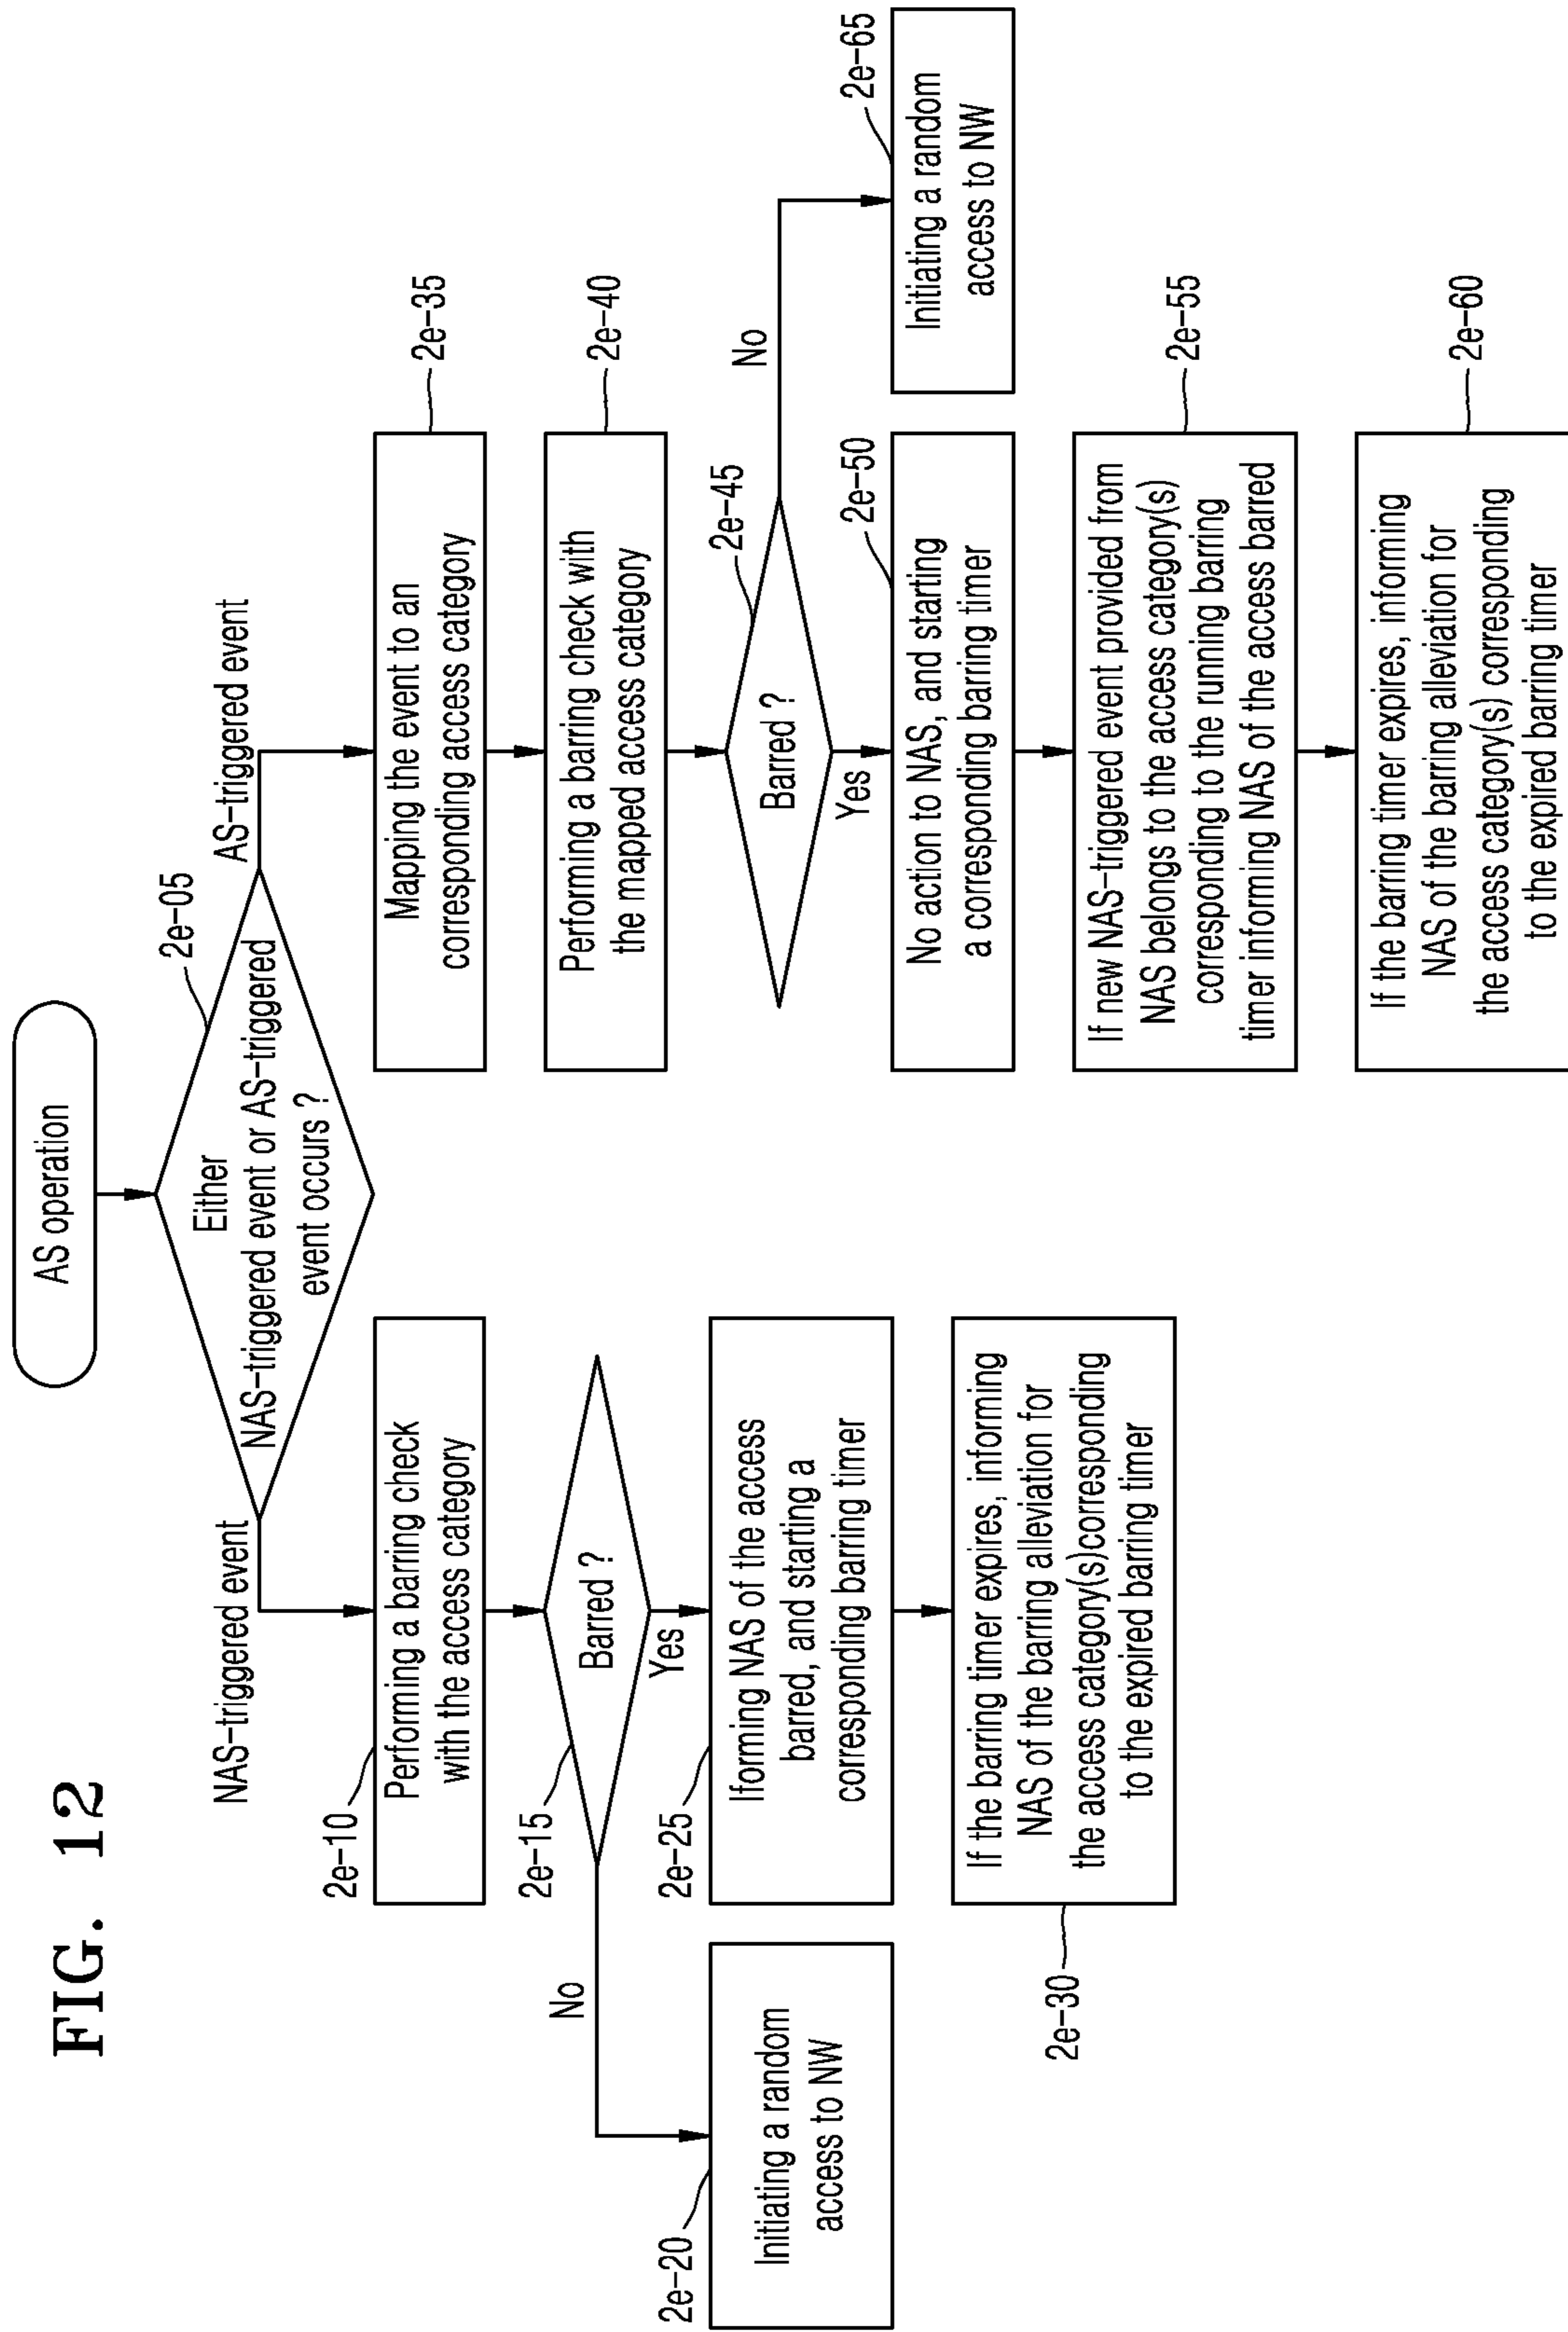 FIG. 12
AS operation
2e-05
Either
NAS-triggered event or AS-triggered
event occurs ?
NAS-triggered event
AS-triggered event
2e-10
Performing a barring check
with the access category
2e-15
Barred ?
No
Yes
2e-20
Initiating a random
access to NW
2e-25
Iforming NAS of the access
barred, and starting a
corresponding barring timer
2e-30
If the barring timer expires, informing
NAS of the barring alleviation for
the access category(s)corresponding
to the expired barring timer
2e-35
Mapping the event to an
corresponding access category
2e-40
Performing a barring check with
the mapped access category
2e-45
Barred ?
No
Yes
2e-50
No action to NAS, and starting
a corresponding barring timer
2e-65
Initiating a random
access to NW
2e-55
If new NAS-triggered event provided from
NAS belongs to the access category(s)
corresponding to the running barring
timer informing NAS of the access barred
2e-60
If the barring timer expires, informing
NAS of the barring alleviation for
the access category(s) corresponding
to the expired barring timer